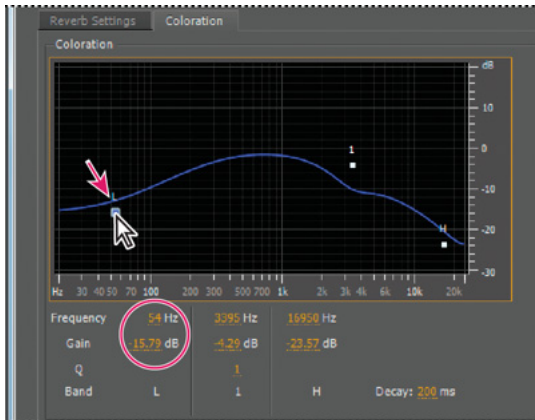 Reverb Settings Coloration
Coloration
dB
10
1
0
L
-10
H
-20
-30
Hz 30 40 50 70 100 200 300 500 700 1k 2k 3k 4k 6k 10k 20k
Frequency 54 Hz 3395 Hz 16950 Hz
Gain -15.79 dB -4.29 dB -23.57 dB
Q 1
Band L 1 H Decay: 200 ms